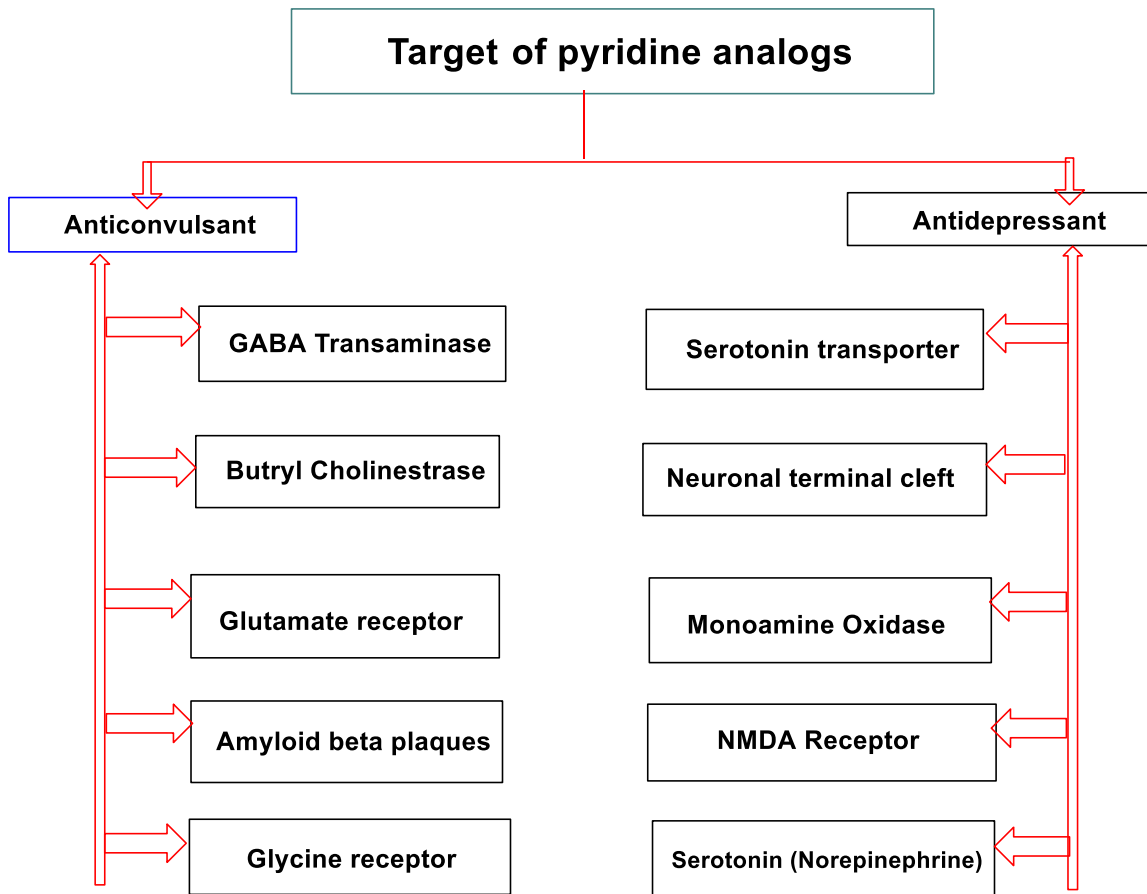 Target of pyridine analogs
Anticonvulsant
Antidepressant
GABA Transaminase
Serotonin transporter
Butryl Cholinestrase
Neuronal terminal cleft
Glutamate receptor
Monoamine Oxidase
Amyloid beta plaques
NMDA Receptor
Glycine receptor
Serotonin (Norepinephrine)